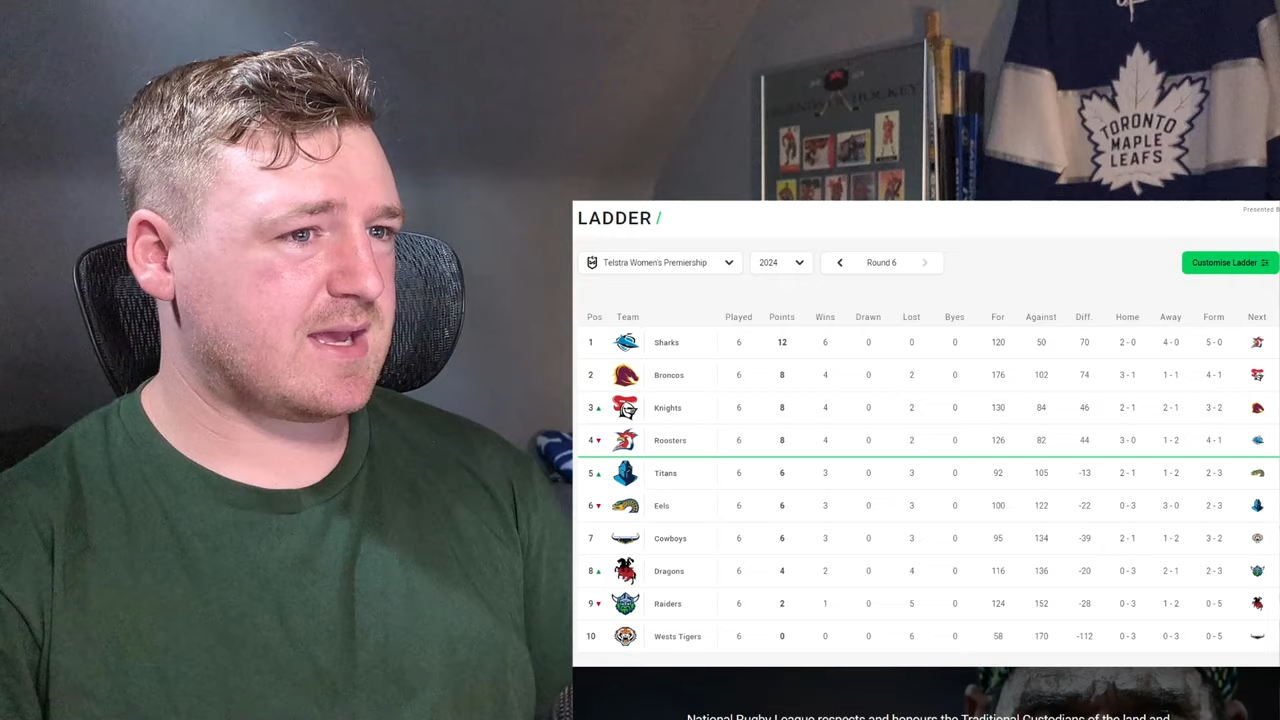 TORONTO
MAPLE
LEAFS
LADDER /
Presented B
Telstra Women's Premiership 2024 Round 6 Customise Ladder
Pos Team Played Points Wins Drawn Lost Byes For Against Diff. Home Away Form Next
1 Sharks 6 12 6 0 0 0 120 50 70 2 - 0 4 - 0 5 - 0
2 Broncos 6 8 4 0 2 0 176 102 74 3 - 1 1 - 1 4 - 1
3 Knights 6 8 4 0 2 0 130 84 46 2 - 1 2 - 1 3 - 2
4 Roosters 6 8 4 0 2 0 126 82 44 3 - 0 1 - 2 4 - 1
5 Titans 6 6 3 0 3 0 92 105 -13 2 - 1 1 - 2 2 - 3
6 Eels 6 6 3 0 3 0 100 122 -22 0 - 3 3 - 0 2 - 3
7 Cowboys 6 6 3 0 3 0 95 134 -39 2 - 1 1 - 2 3 - 2
8 Dragons 6 4 2 0 4 0 116 136 -20 0 - 3 2 - 1 2 - 3
9 Raiders 6 2 1 0 5 0 124 152 -28 0 - 3 1 - 2 0 - 5
10 Wests Tigers 6 0 0 0 6 0 58 170 -112 0 - 3 0 - 3 0 - 5
National Rugby League respects and honours the Traditional Custodians of the land and